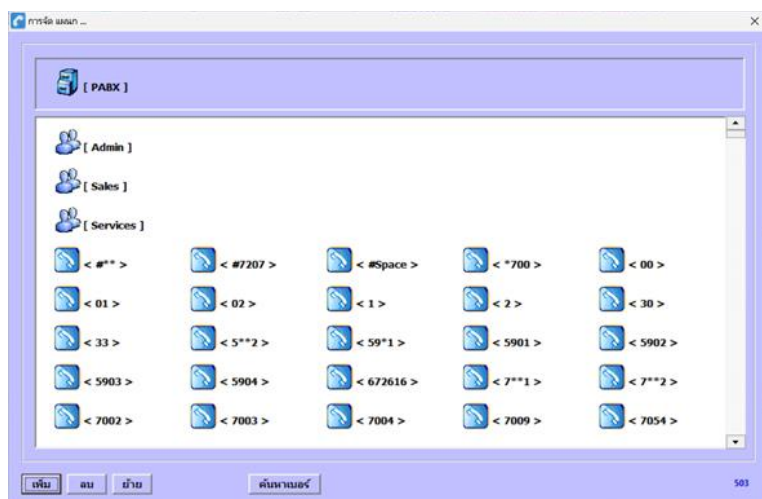 การจัด แผนก ...
[ PABX ]
[ Admin ]
[ Sales ]
[ Services ]
< #** > < #7207 > < #Space > < *700 > < 00 >
< 01 > < 02 > < 1 > < 2 > < 30 >
< 33 > < 5**2 > < 59*1 > < 5901 > < 5902 >
< 5903 > < 5904 > < 672616 > < 7**1 > < 7**2 >
< 7002 > < 7003 > < 7004 > < 7009 > < 7054 >
เพิ่ม ลบ ย้าย ค้นหาเบอร์ 503